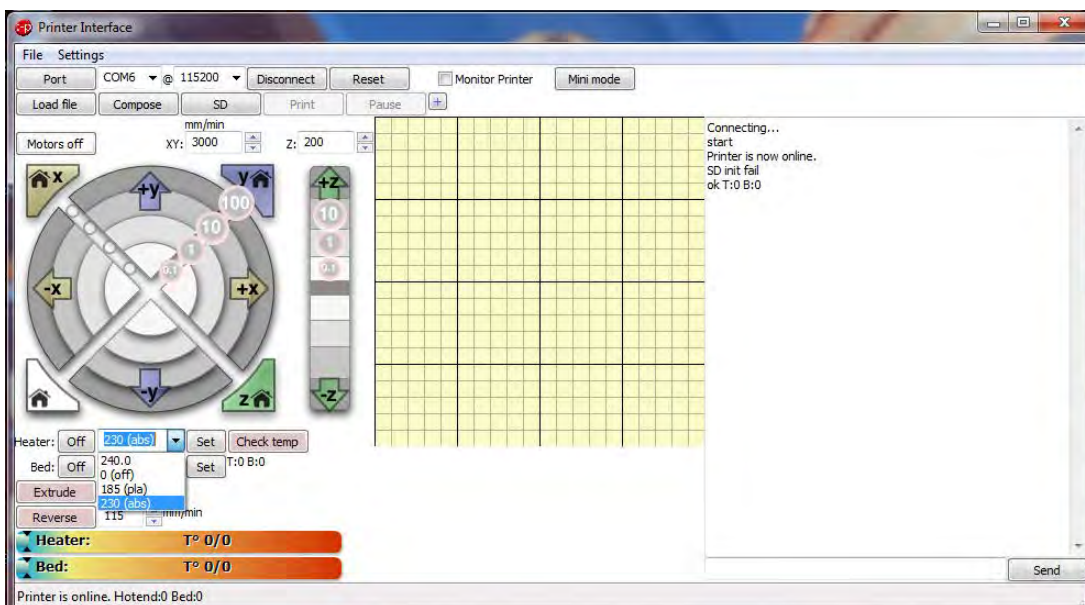 Printer Interface
File Settings
Port COM6 @ 115200 Disconnect Reset Monitor Printer Mini mode
Load file Compose SD Print Pause +
mm/min
Motors off XY: 3000 Z: 200
x y +z
+y 100 10
10 1
1 0.1
0.1
-x +x
-y z -z
Heater: Off 230 (abs) Set Check temp
Bed: Off Set T:0 B:0
240.0
0 (off)
185 (pla)
230 (abs)
Extrude
Reverse 115 mm/min
Heater: T° 0/0
Bed: T° 0/0
Connecting...
start
Printer is now online.
SD init fail
ok T:0 B:0
Send
Printer is online. Hotend:0 Bed:0